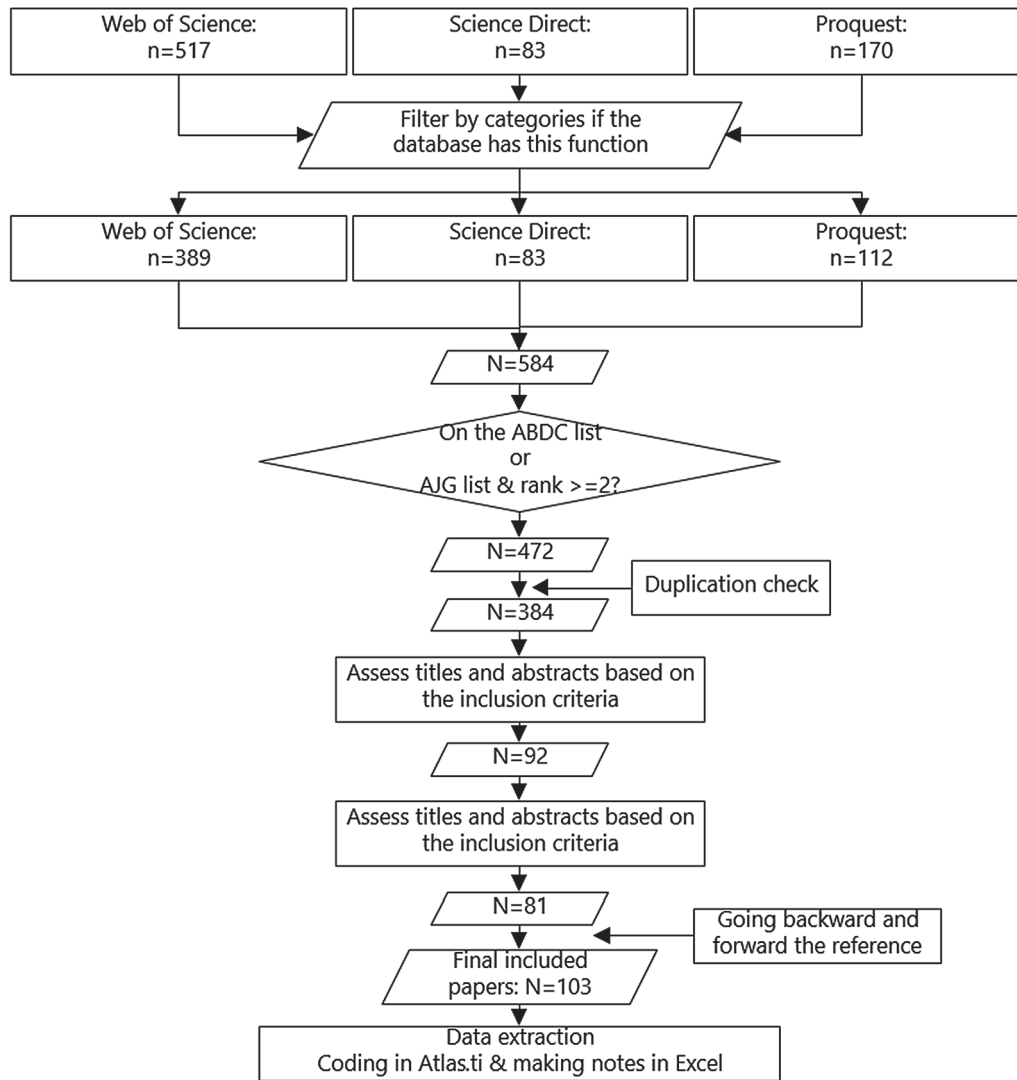 Web of Science:
n=517
Science Direct:
n=83
Proquest:
n=170
Filter by categories if the
database has this function
Web of Science:
n=389
Science Direct:
n=83
Proquest:
n=112
N=584
On the ABDC list
or
AJG list & rank >=2?
N=472
Duplication check
N=384
Assess titles and abstracts based on
the inclusion criteria
N=92
Assess titles and abstracts based on
the inclusion criteria
N=81
Going backward and
forward the reference
Final included
papers: N=103
Data extraction
Coding in Atlas.ti & making notes in Excel